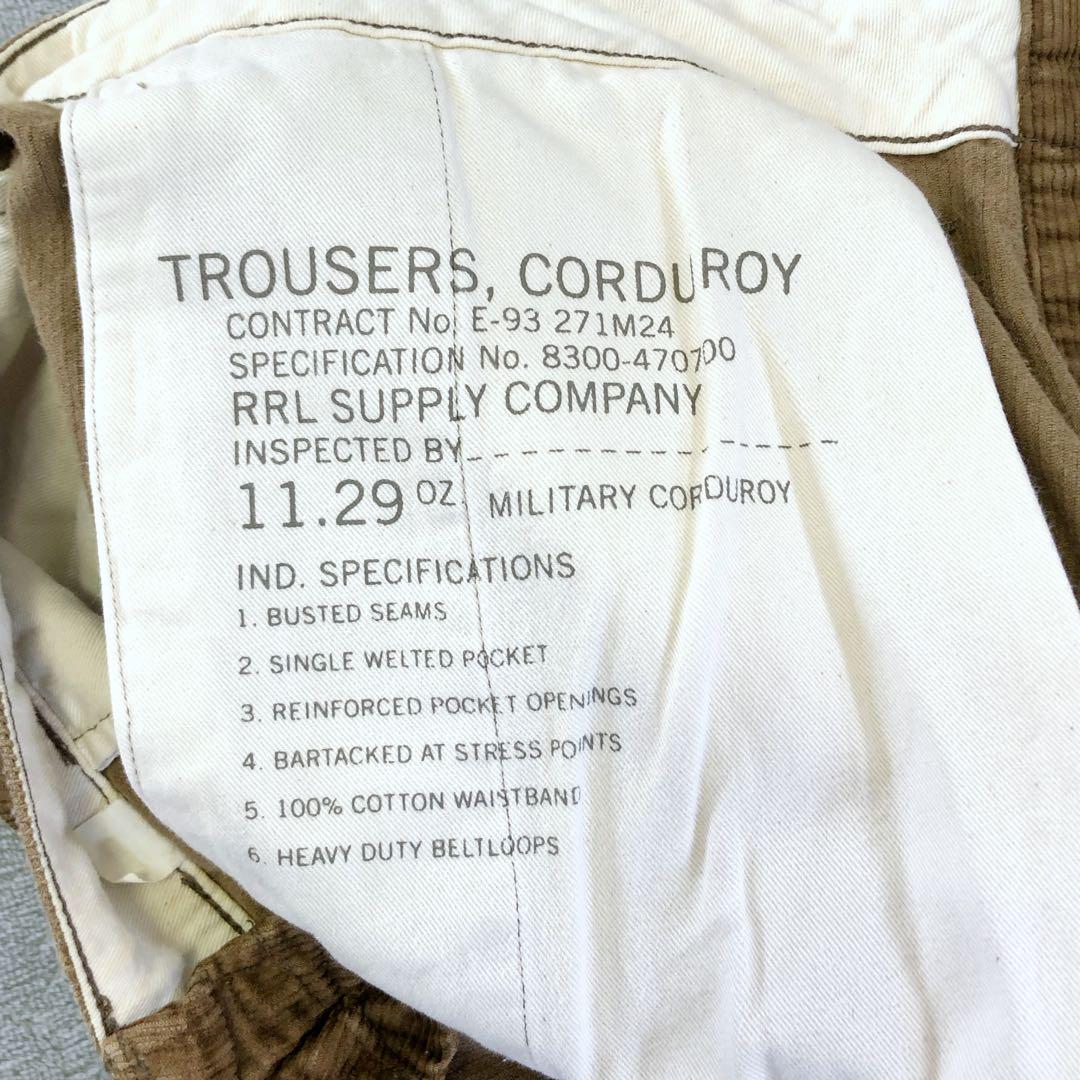 TROUSERS, CORDUROY
CONTRACT No. E-93 271M24
SPECIFICATION No. 8300-470700
RRL SUPPLY COMPANY
INSPECTED BY
11.29 OZ. MILITARY CORDUROY
IND. SPECIFICATIONS
1. BUSTED SEAMS
2. SINGLE WELTED POCKET
3. REINFORCED POCKET OPENINGS
4. BARTACKED AT STRESS POINTS
5. 100% COTTON WAISTBAND
6. HEAVY DUTY BELTLOOPS